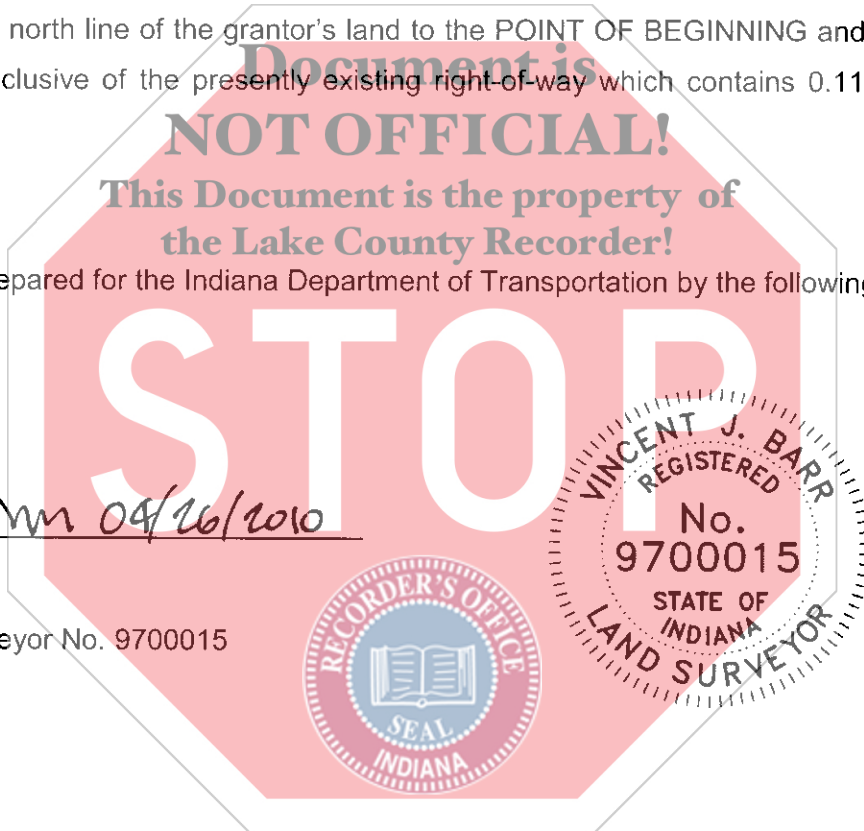 north line of the grantor's land to the POINT OF BEGINNING and
Document is
clusive of the presently existing right-of-way which contains 0.11
NOT OFFICIAL!
This Document is the property of
the Lake County Recorder!
epared for the Indiana Department of Transportation by the following
STOP
04/26/2010
eyor No. 9700015
VINCENT J. BARR
REGISTERED
No.
9700015
STATE OF
INDIANA
LAND SURVEYOR
RECORDER'S OFFICE
SEAL
INDIANA